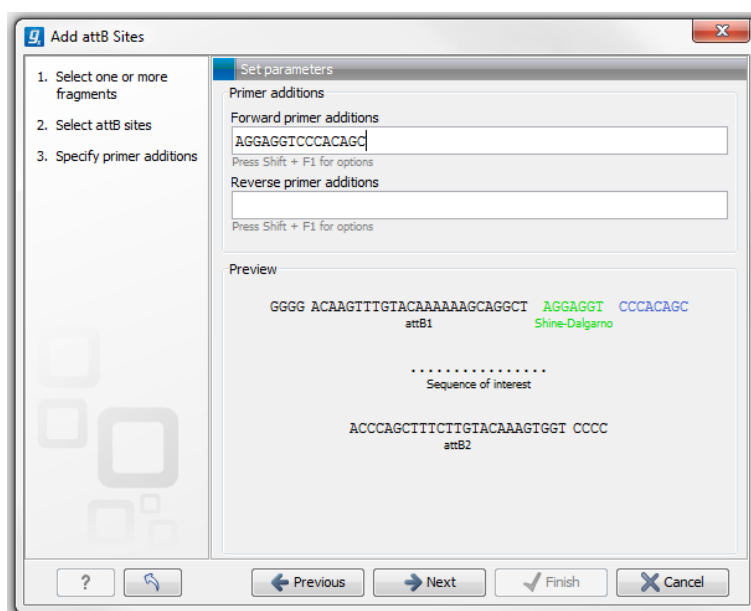 Add attB Sites
1. Select one or more
fragments
2. Select attB sites
3. Specify primer additions
Set parameters
Primer additions
Forward primer additions
AGGAGGTCCCACAGC
Press Shift + F1 for options
Reverse primer additions
Press Shift + F1 for options
Preview
GGGG ACAAGTTTGTACAAAAAAGCAGGCT AGGAGGT CCCACAGC
attB1 Shine-Dalgarno
................
Sequence of interest
ACCCAGCTTTCTTGTACAAAGTGGT CCCC
attB2
? Previous Next Finish Cancel